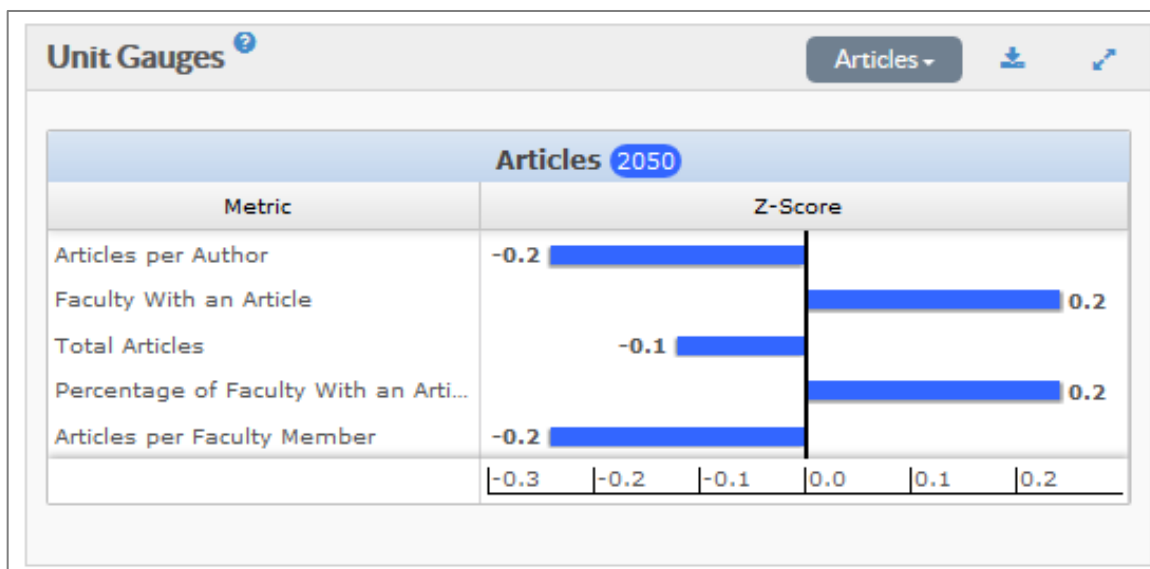 Unit Gauges ?
Articles
Articles 2050
Metric Z-Score
Articles per Author -0.2
Faculty With an Article 0.2
Total Articles -0.1
Percentage of Faculty With an Arti... 0.2
Articles per Faculty Member -0.2
-0.3 -0.2 -0.1 0.0 0.1 0.2